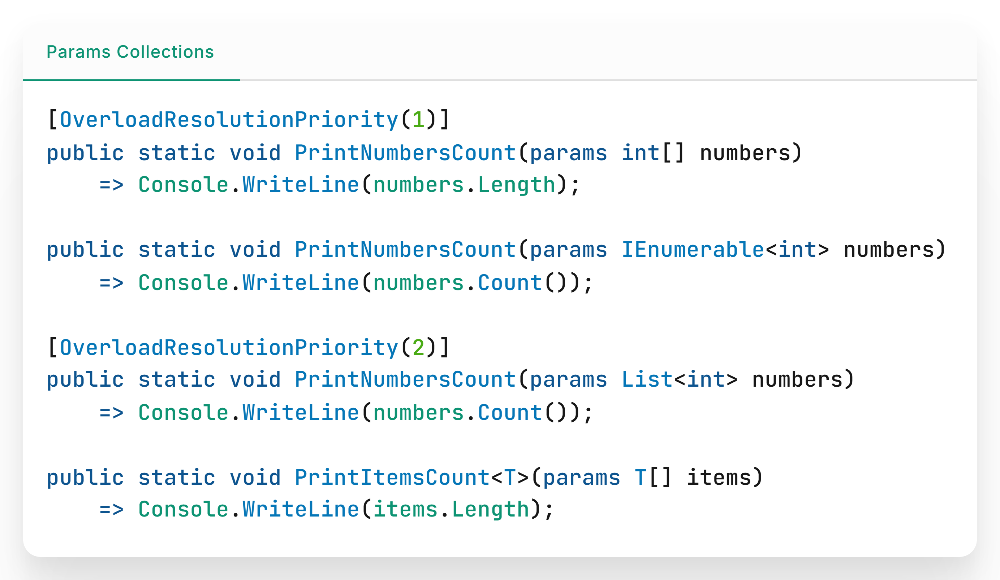 Params Collections
[OverloadResolutionPriority(1)]
public static void PrintNumbersCount(params int[] numbers)
    => Console.WriteLine(numbers.Length);
public static void PrintNumbersCount(params IEnumerable<int> numbers)
    => Console.WriteLine(numbers.Count());
[OverloadResolutionPriority(2)]
public static void PrintNumbersCount(params List<int> numbers)
    => Console.WriteLine(numbers.Count());
public static void PrintItemsCount<T>(params T[] items)
    => Console.WriteLine(items.Length);